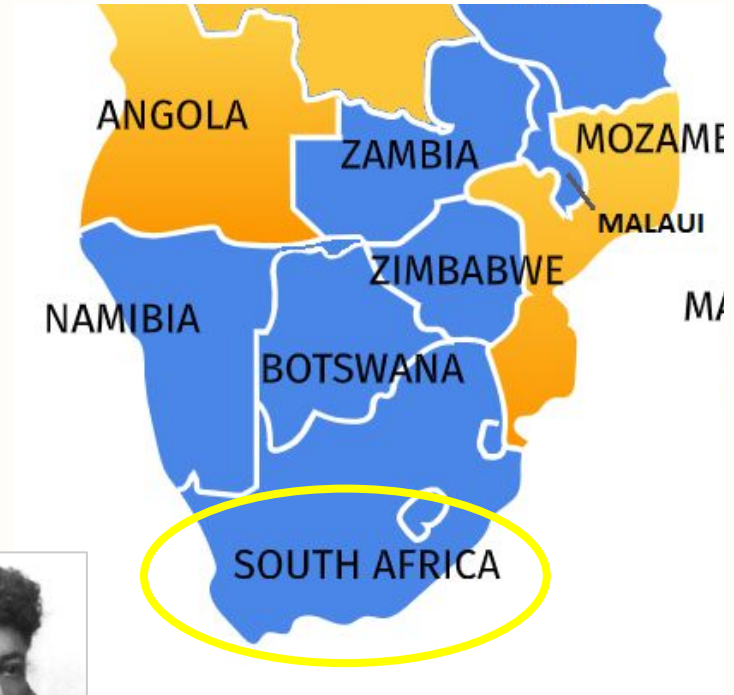 ANGOLA
ZAMBIA
MOZAMB
MALAUI
ZIMBABWE
NAMIBIA
MA
BOTSWANA
SOUTH AFRICA